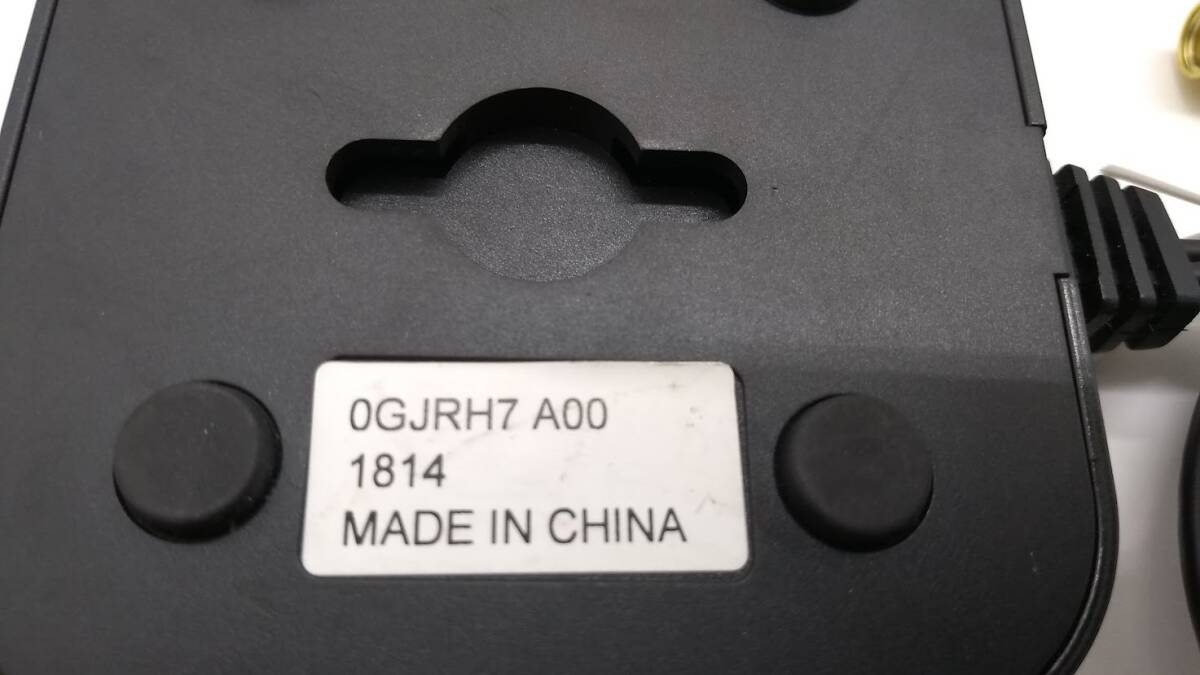 0GJRH7 A00
1814
MADE IN CHINA